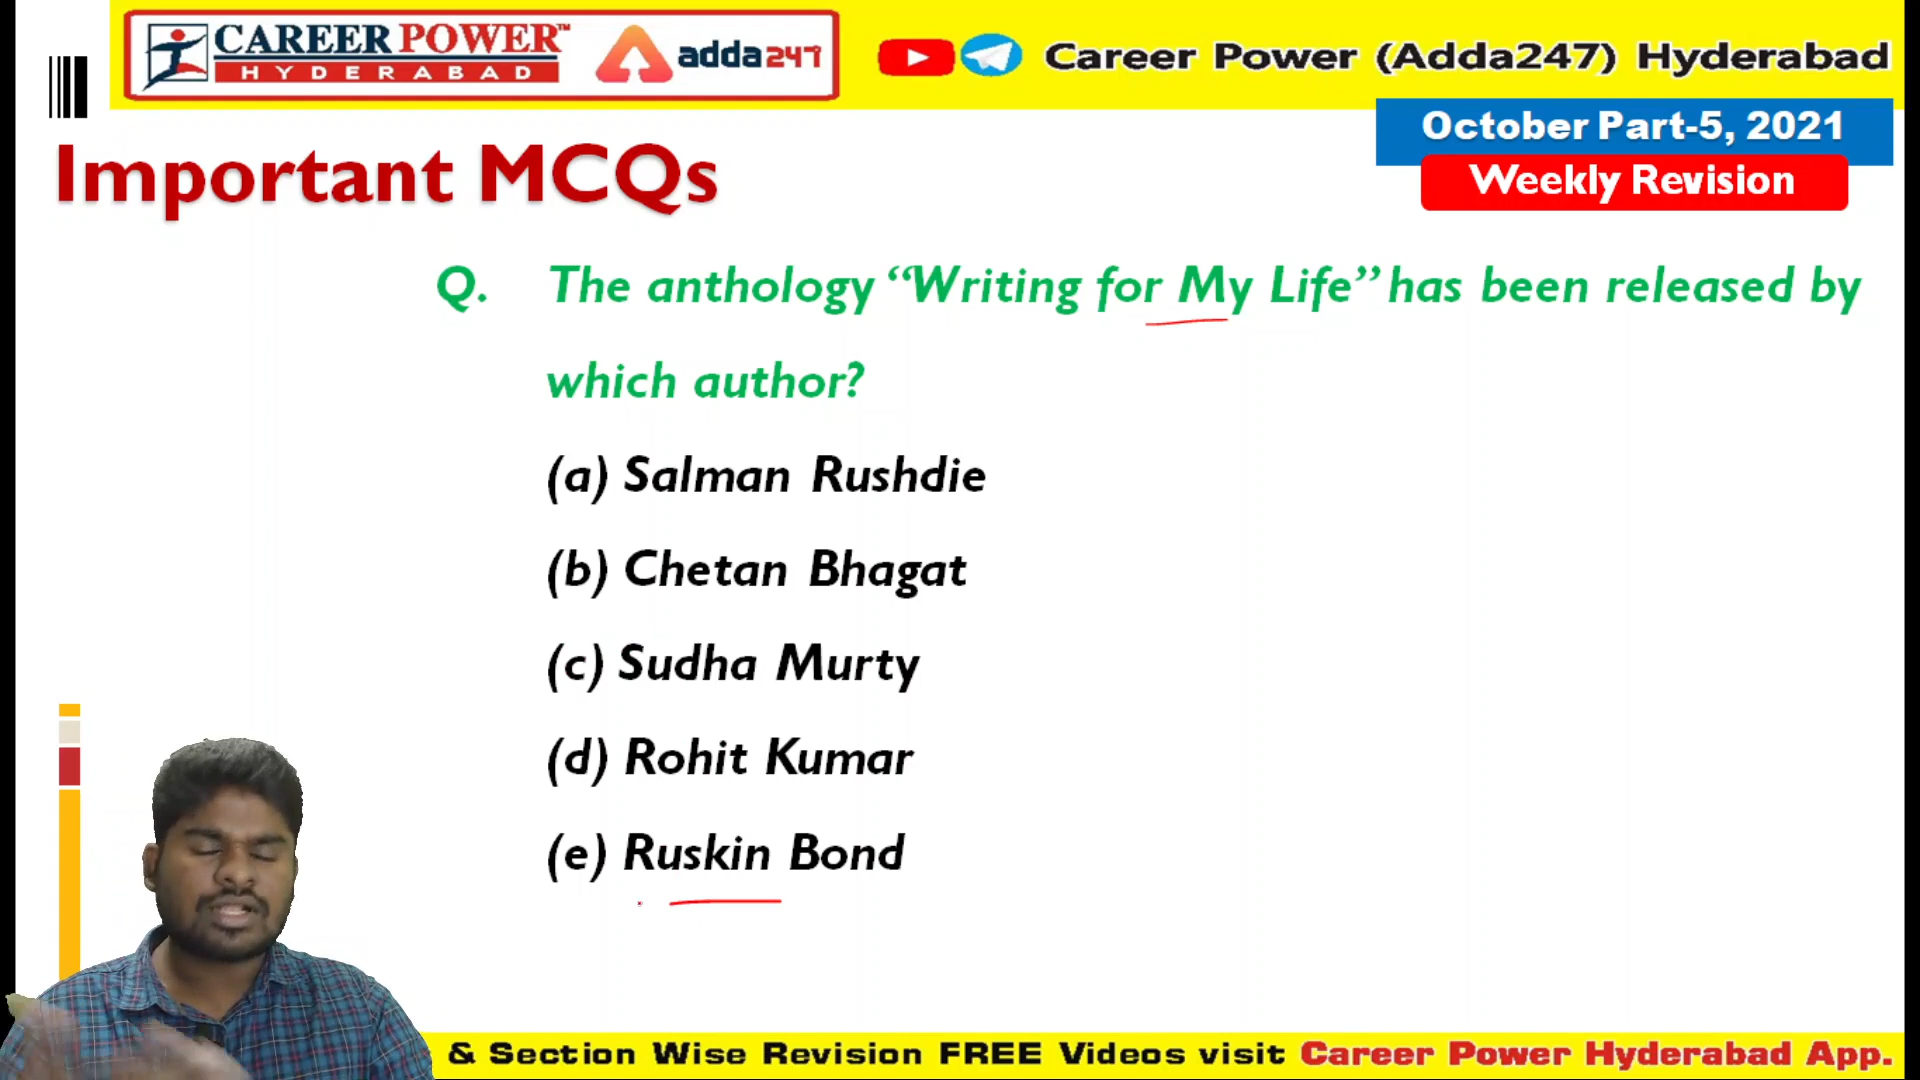 CAREER POWER™
HYDERABAD
adda247
Career Power (Adda247) Hyderabad
October Part-5, 2021
Weekly Revision
Important MCQs
Q. The anthology “Writing for My Life” has been released by
which author?
(a) Salman Rushdie
(b) Chetan Bhagat
(c) Sudha Murty
(d) Rohit Kumar
(e) Ruskin Bond
& Section Wise Revision FREE Videos visit Career Power Hyderabad App.